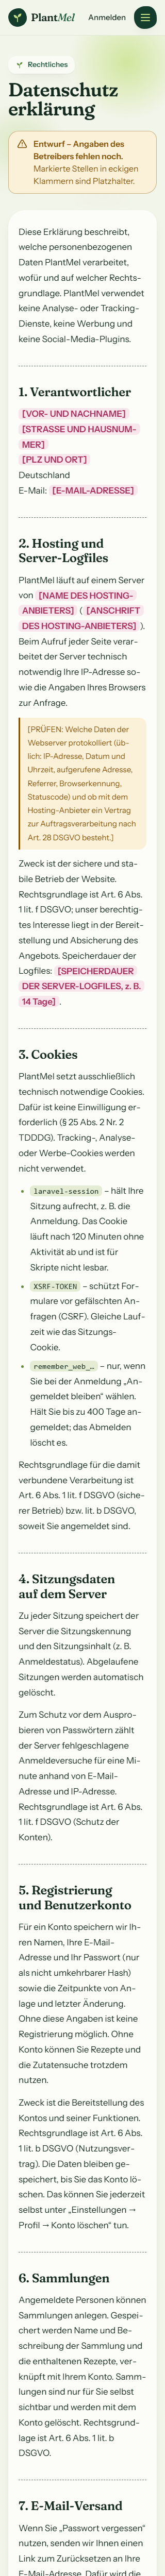 PlantMel
Anmelden
Rechtliches
Datenschutz
erklärung
Entwurf – Angaben des
Betreibers fehlen noch.
Markierte Stellen in eckigen
Klammern sind Platzhalter.
Diese Erklärung beschreibt,
welche personenbezogenen
Daten PlantMel verarbeitet,
wofür und auf welcher Rechts-
grundlage. PlantMel verwendet
keine Analyse- oder Tracking-
Dienste, keine Werbung und
keine Social-Media-Plugins.
1. Verantwortlicher
[VOR- UND NACHNAME]
[STRASSE UND HAUSNUM-
MER]
[PLZ UND ORT]
Deutschland
E-Mail: [E-MAIL-ADRESSE]
2. Hosting und
Server-Logfiles
PlantMel läuft auf einem Server
von [NAME DES HOSTING-
ANBIETERS] ( [ANSCHRIFT
DES HOSTING-ANBIETERS] ).
Beim Aufruf jeder Seite verar-
beitet der Server technisch
notwendig Ihre IP-Adresse so-
wie die Angaben Ihres Browsers
zur Anfrage.
[PRÜFEN: Welche Daten der
Webserver protokolliert (üb-
lich: IP-Adresse, Datum und
Uhrzeit, aufgerufene Adresse,
Referrer, Browserkennung,
Statuscode) und ob mit dem
Hosting-Anbieter ein Vertrag
zur Auftragsverarbeitung nach
Art. 28 DSGVO besteht.]
Zweck ist der sichere und sta-
bile Betrieb der Website.
Rechtsgrundlage ist Art. 6 Abs.
1 lit. f DSGVO; unser berechtig-
tes Interesse liegt in der Bereit-
stellung und Absicherung des
Angebots. Speicherdauer der
Logfiles: [SPEICHERDAUER
DER SERVER-LOGFILES, z. B.
14 Tage] .
3. Cookies
PlantMel setzt ausschließlich
technisch notwendige Cookies.
Dafür ist keine Einwilligung er-
forderlich (§ 25 Abs. 2 Nr. 2
TDDDG). Tracking-, Analyse-
oder Werbe-Cookies werden
nicht verwendet.
• laravel-session – hält Ihre
Sitzung aufrecht, z. B. die
Anmeldung. Das Cookie
läuft nach 120 Minuten ohne
Aktivität ab und ist für
Skripte nicht lesbar.
• XSRF-TOKEN – schützt For-
mulare vor gefälschten An-
fragen (CSRF). Gleiche Lauf-
zeit wie das Sitzungs-
Cookie.
• remember_web_… – nur, wenn
Sie bei der Anmeldung „An-
gemeldet bleiben“ wählen.
Hält Sie bis zu 400 Tage an-
gemeldet; das Abmelden
löscht es.
Rechtsgrundlage für die damit
verbundene Verarbeitung ist
Art. 6 Abs. 1 lit. f DSGVO (siche-
rer Betrieb) bzw. lit. b DSGVO,
soweit Sie angemeldet sind.
4. Sitzungsdaten
auf dem Server
Zu jeder Sitzung speichert der
Server die Sitzungskennung
und den Sitzungsinhalt (z. B.
Anmeldestatus). Abgelaufene
Sitzungen werden automatisch
gelöscht.
Zum Schutz vor dem Auspro-
bieren von Passwörtern zählt
der Server fehlgeschlagene
Anmeldeversuche für eine Mi-
nute anhand von E-Mail-
Adresse und IP-Adresse.
Rechtsgrundlage ist Art. 6 Abs.
1 lit. f DSGVO (Schutz der
Konten).
5. Registrierung
und Benutzerkonto
Für ein Konto speichern wir Ih-
ren Namen, Ihre E-Mail-
Adresse und Ihr Passwort (nur
als nicht umkehrbarer Hash)
sowie die Zeitpunkte von An-
lage und letzter Änderung.
Ohne diese Angaben ist keine
Registrierung möglich. Ohne
Konto können Sie Rezepte und
die Zutatensuche trotzdem
nutzen.
Zweck ist die Bereitstellung des
Kontos und seiner Funktionen.
Rechtsgrundlage ist Art. 6 Abs.
1 lit. b DSGVO (Nutzungsver-
trag). Die Daten bleiben ge-
speichert, bis Sie das Konto lö-
schen. Das können Sie jederzeit
selbst unter „Einstellungen →
Profil → Konto löschen“ tun.
6. Sammlungen
Angemeldete Personen können
Sammlungen anlegen. Gespei-
chert werden Name und Be-
schreibung der Sammlung und
die enthaltenen Rezepte, ver-
knüpft mit Ihrem Konto. Samm-
lungen sind nur für Sie selbst
sichtbar und werden mit dem
Konto gelöscht. Rechtsgrund-
lage ist Art. 6 Abs. 1 lit. b
DSGVO.
7. E-Mail-Versand
Wenn Sie „Passwort vergessen“
nutzen, senden wir Ihnen einen
Link zum Zurücksetzen an Ihre
E-Mail-Adresse. Dafür wird die